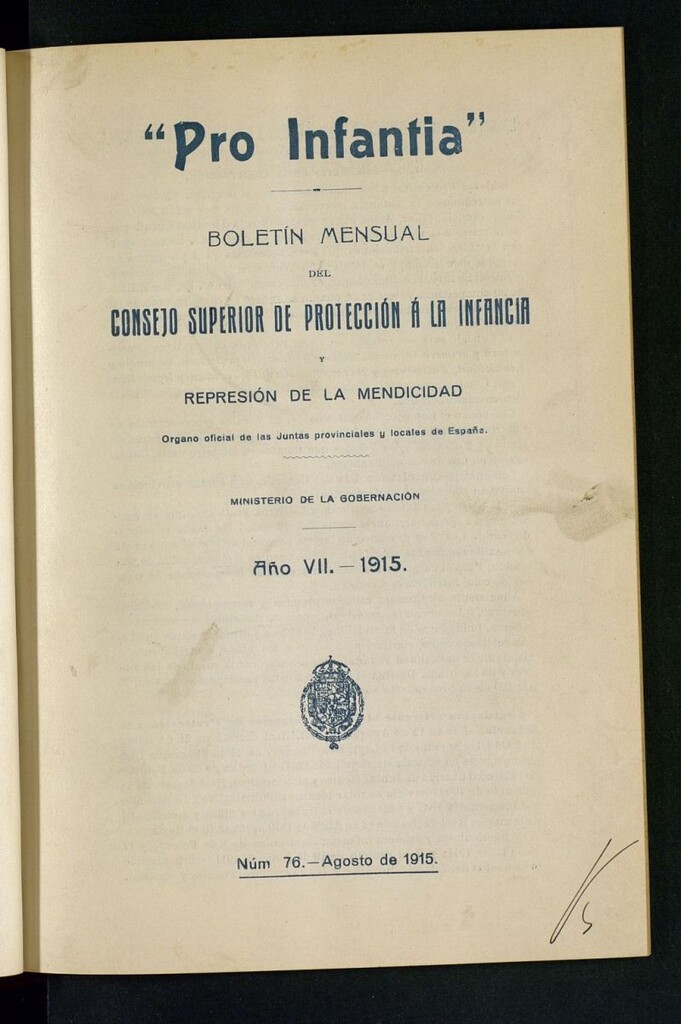 “Pro Infantia”
BOLETÍN MENSUAL
DEL
CONSEJO SUPERIOR DE PROTECCIÓN Á LA INFANCIA
Y
REPRESIÓN DE LA MENDICIDAD
Organo oficial de las Juntas provinciales y locales de España.
MINISTERIO DE LA GOBERNACIÓN
Año VII. — 1915.
Núm 76.—Agosto de 1915.